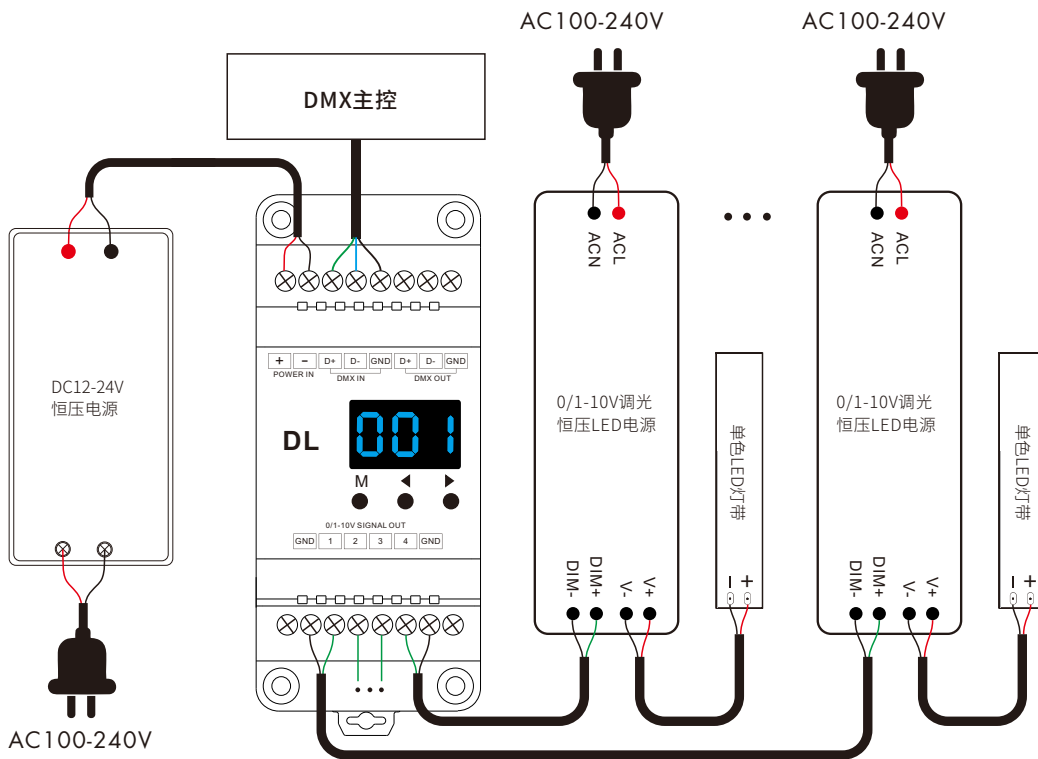 AC100-240V
AC100-240V
DMX主控
ACN
ACL
ACN
ACL
+ − D+ D- GND D+ D- GND
POWER IN
DMX IN
DMX OUT
DC12-24V
恒压电源
0/1-10V调光
恒压LED电源
0/1-10V调光
恒压LED电源
单色LED灯带
− +
单色LED灯带
− +
DL
001
M ◀ ▶
0/1-10V SIGNAL OUT
GND 1 2 3 4 GND
DIM-
DIM+
V-
V+
DIM-
DIM+
V-
V+
AC100-240V